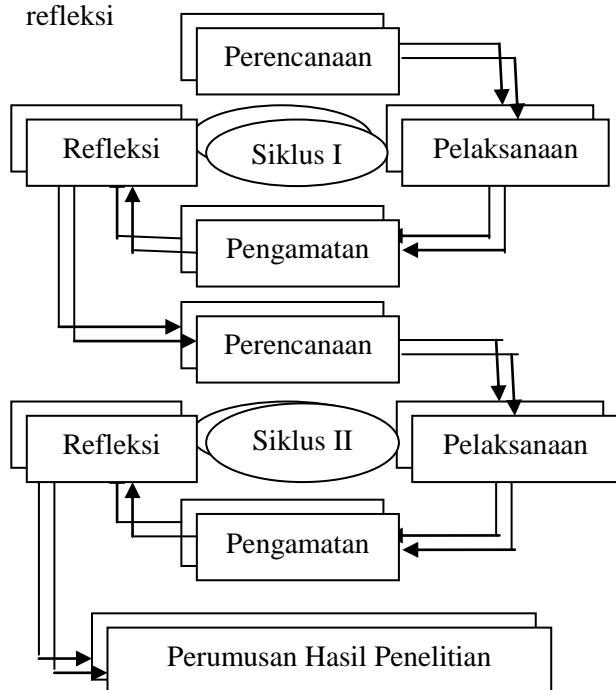 refleksi
Perencanaan
Refleksi
Siklus I
Pelaksanaan
Pengamatan
Perencanaan
Refleksi
Siklus II
Pelaksanaan
Pengamatan
Perumusan Hasil Penelitian